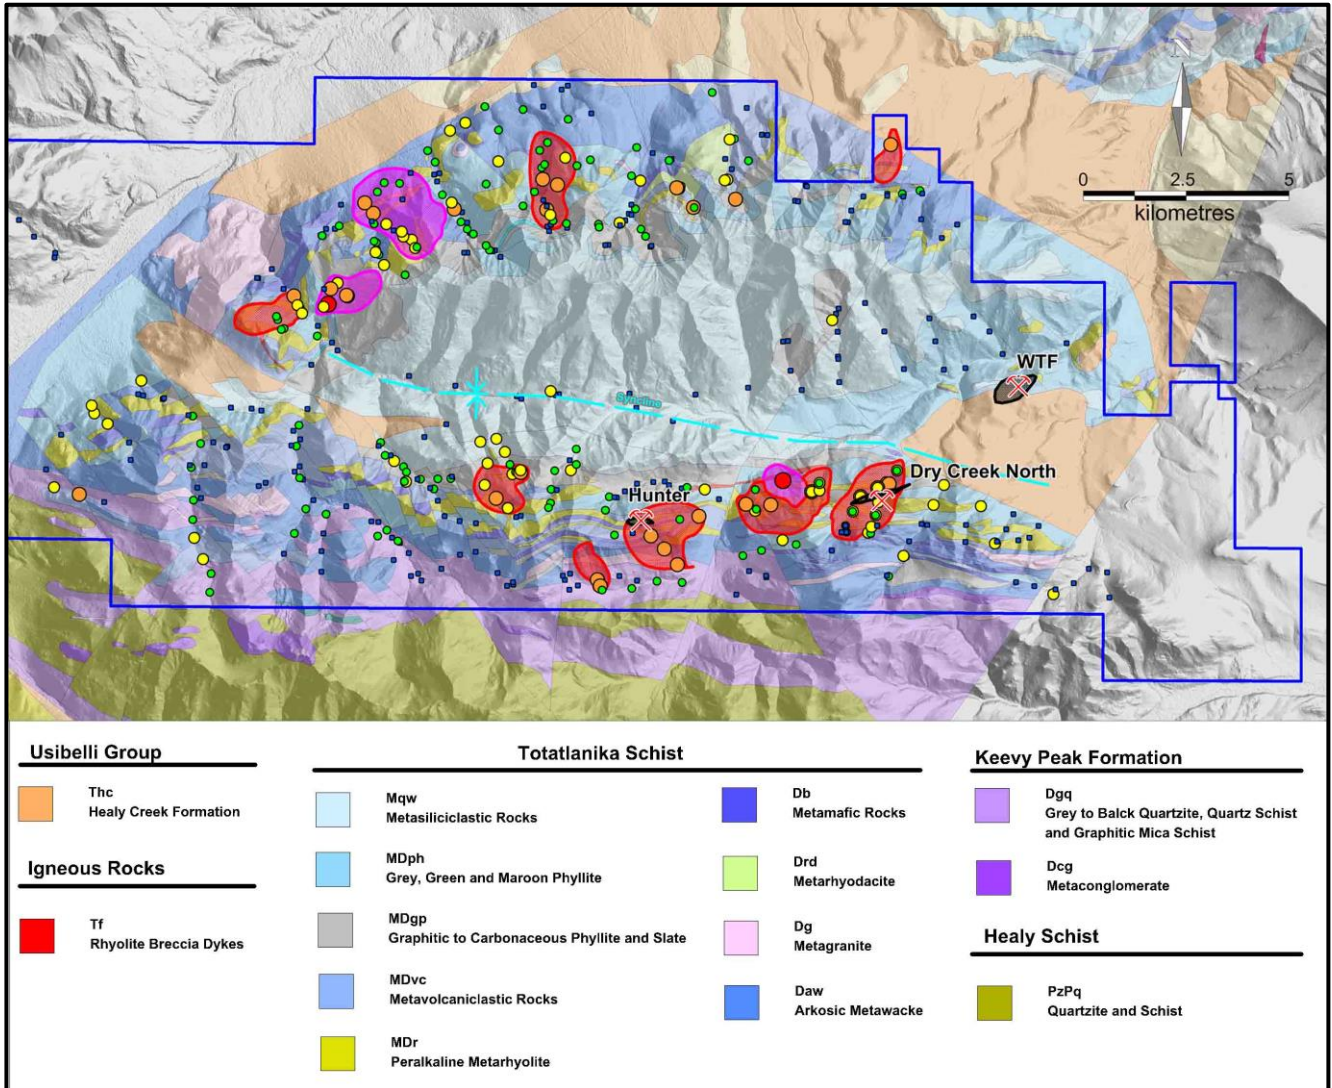 0 2.5 5
kilometres
WTF
Syncline
Dry Creek North
Hunter
Usibelli Group
Thc
Healy Creek Formation
Igneous Rocks
Tf
Rhyolite Breccia Dykes
Totatlanika Schist
Mqw
Metasiliciclastic Rocks
MDph
Grey, Green and Maroon Phyllite
MDgp
Graphitic to Carbonaceous Phyllite and Slate
MDvc
Metavolcaniclastic Rocks
MDr
Peralkaline Metarhyolite
Db
Metamafic Rocks
Drd
Metarhyodacite
Dg
Metagranite
Daw
Arkosic Metawacke
Keevy Peak Formation
Dgq
Grey to Balck Quartzite, Quartz Schist
and Graphitic Mica Schist
Dcg
Metaconglomerate
Healy Schist
PzPq
Quartzite and Schist